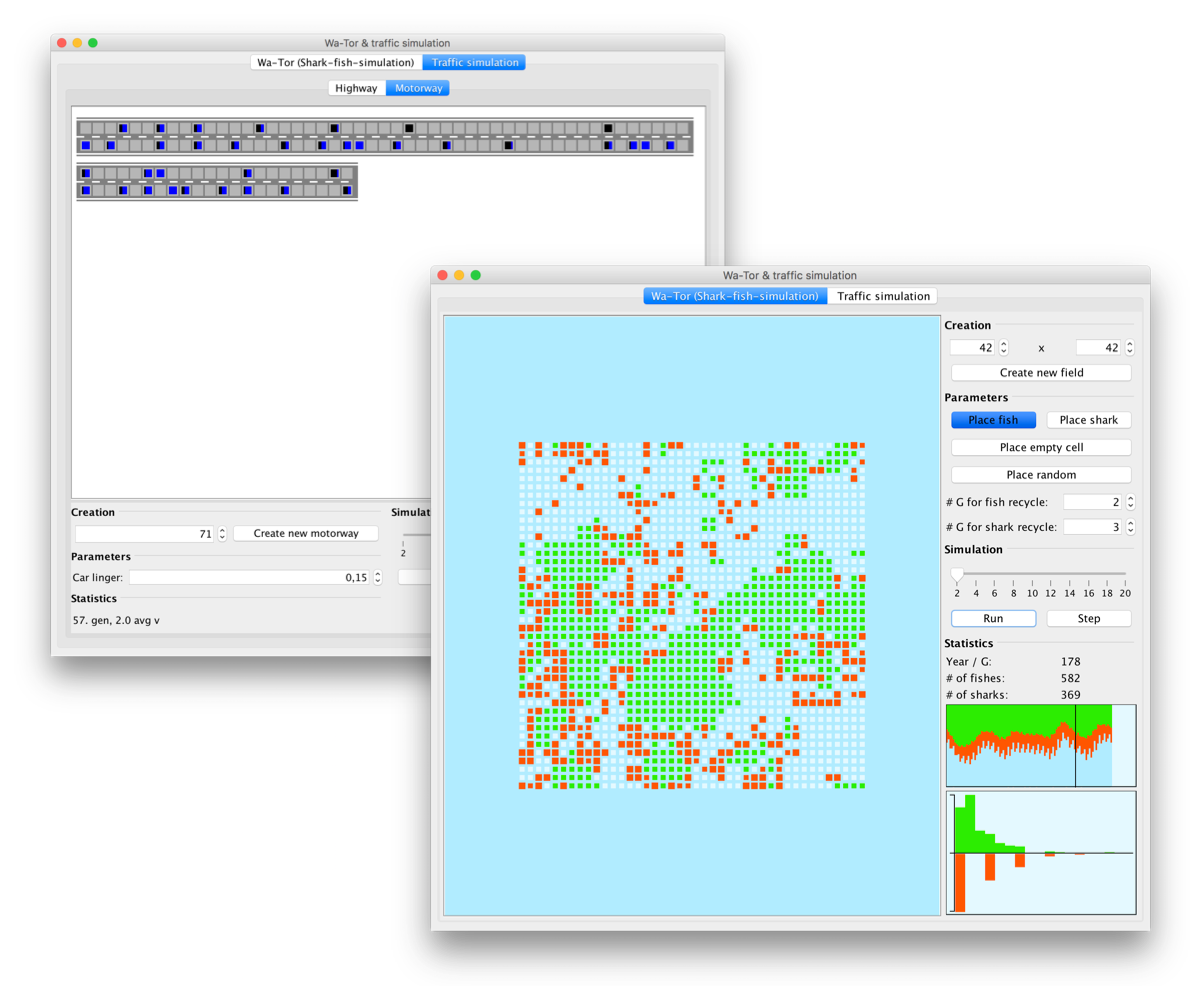 Wa-Tor & traffic simulation
Wa-Tor (Shark-fish-simulation) Traffic simulation
Highway Motorway
Creation
71 Create new motorway
Parameters
Car linger: 0,15
Statistics
57. gen, 2.0 avg v
Simulat
2
Wa-Tor & traffic simulation
Wa-Tor (Shark-fish-simulation) Traffic simulation
Creation
42 x 42
Create new field
Parameters
Place fish Place shark
Place empty cell
Place random
# G for fish recycle: 2
# G for shark recycle: 3
Simulation
2 4 6 8 10 12 14 16 18 20
Run Step
Statistics
Year / G: 178
# of fishes: 582
# of sharks: 369